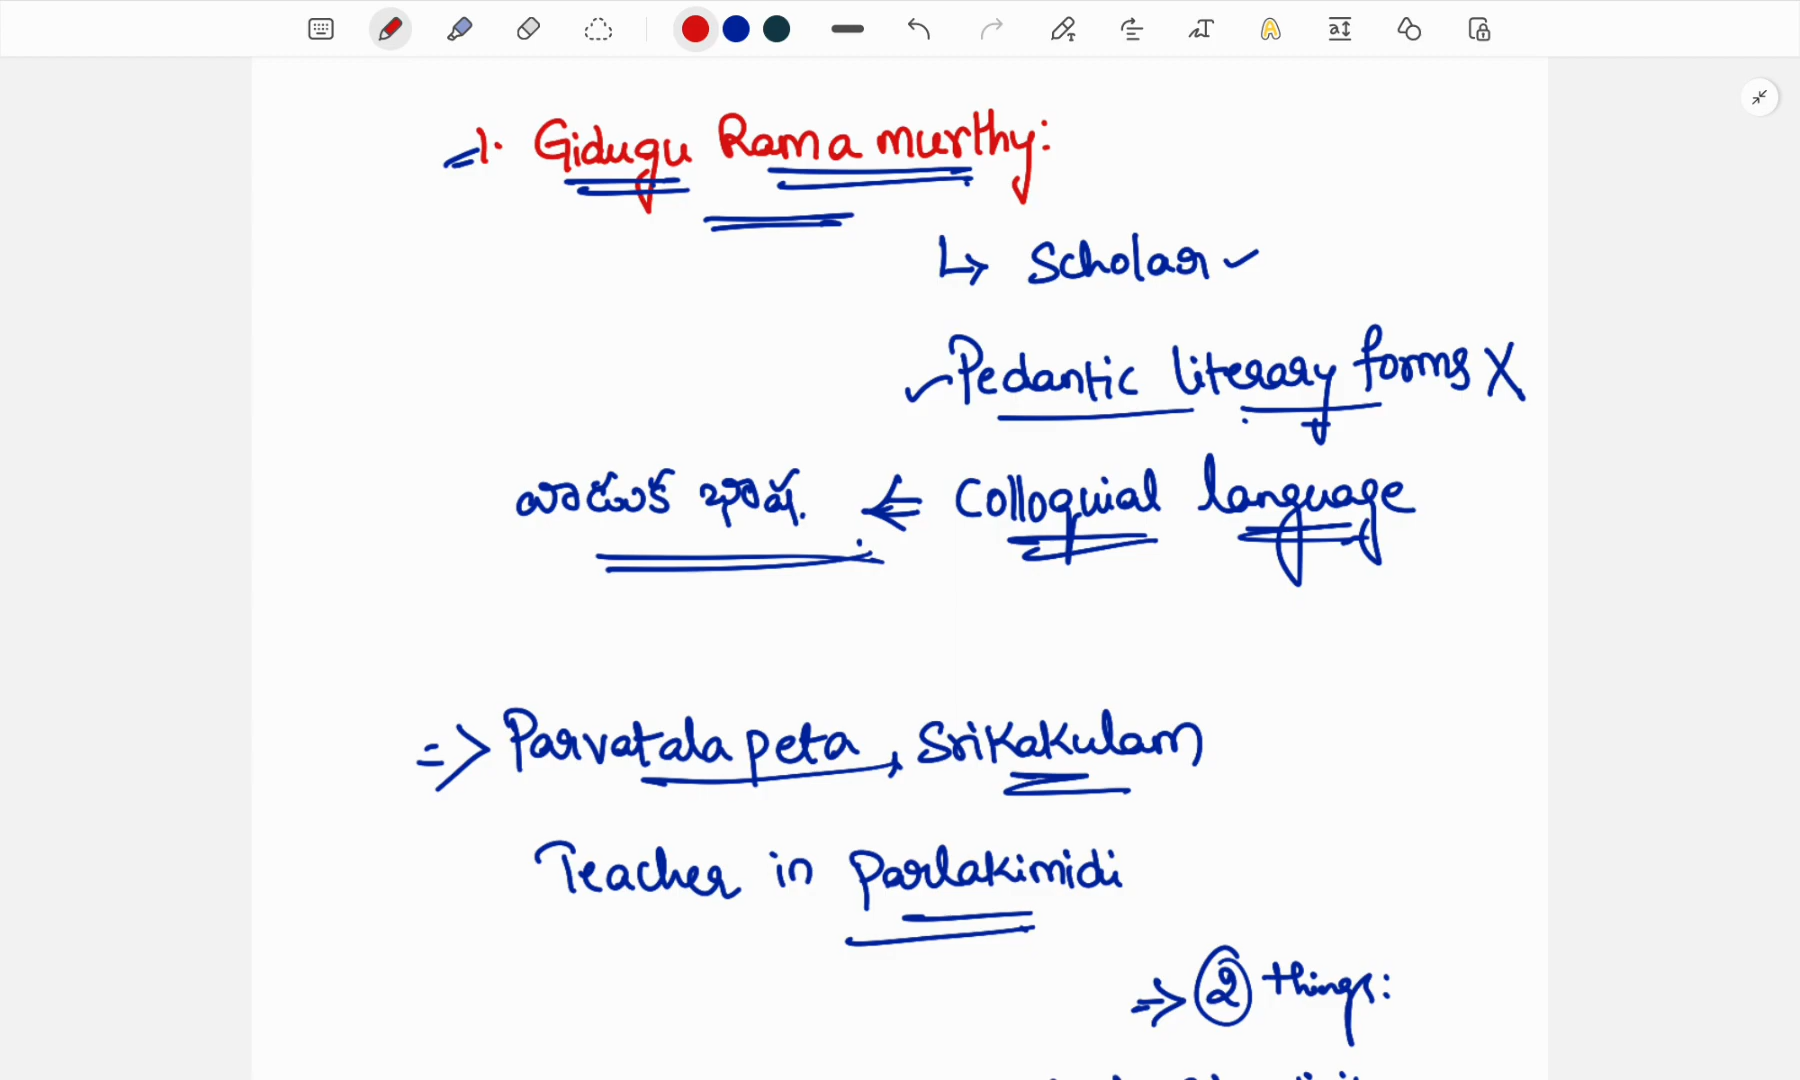 1. Gidugu Rama murthy:
↳ Scholar ✓
✓ Pedantic literary forms X
వాడుక భాష. ⇐ Colloquial language
=> Parvatala peta, Srikakulam
Teacher in Parlakimidi
=> 2 things: